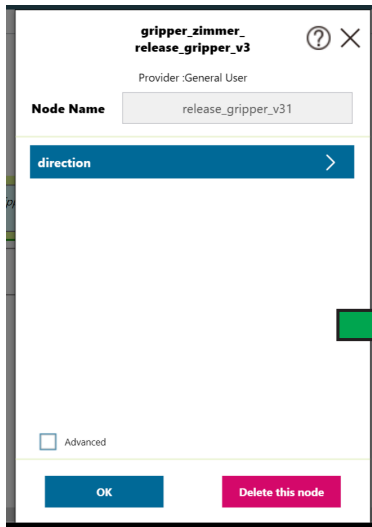 gripper_zimmer_
release_gripper_v3
Provider :General User
Node Name
release_gripper_v31
direction
Advanced
OK
Delete this node